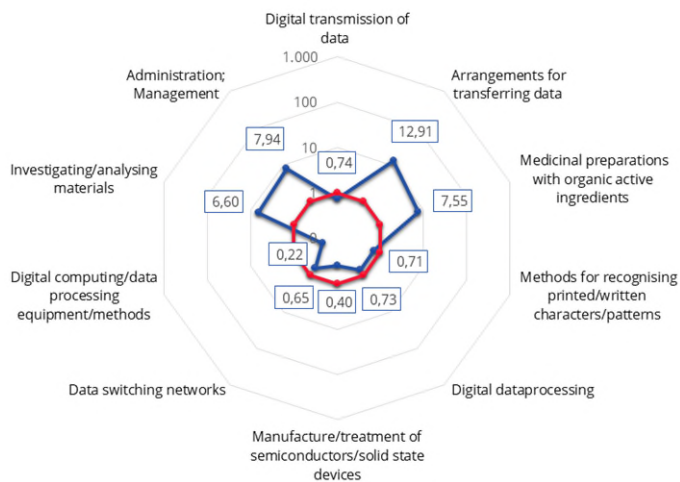 Digital transmission of
data
1.000
100
10
1
0
Administration;
Management
Arrangements for
transferring data
7,94
0,74
12,91
Investigating/analysing
materials
Medicinal preparations
with organic active
ingredients
6,60
7,55
0,22
0,71
Digital computing/data
processing
equipment/methods
Methods for recognising
printed/written
characters/patterns
0,65
0,40
0,73
Data switching networks
Digital dataprocessing
Manufacture/treatment of
semiconductors/solid state
devices